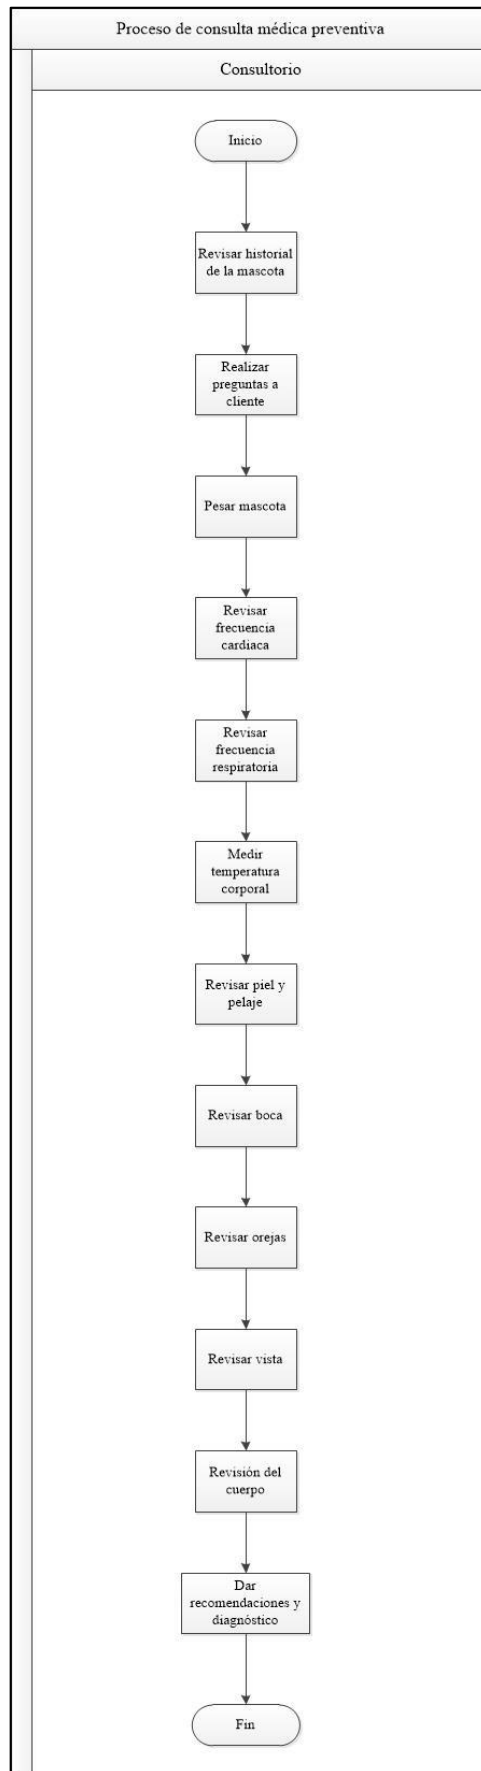 Proceso de consulta médica preventiva
Consultorio
Inicio
Revisar historial
de la mascota
Realizar
preguntas a
cliente
Pesar mascota
Revisar
frecuencia
cardiaca
Revisar
frecuencia
respiratoria
Medir
temperatura
corporal
Revisar piel y
pelaje
Revisar boca
Revisar orejas
Revisar vista
Revisión del
cuerpo
Dar
recomendaciones y
diagnóstico
Fin